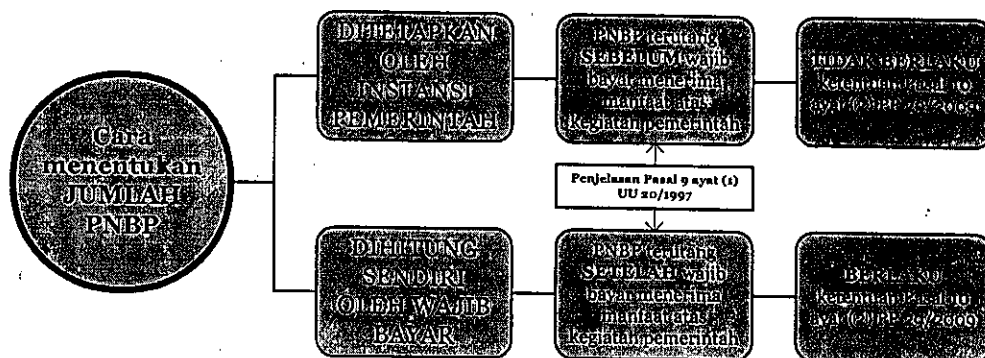 Cara
menentukan
JUMLAH
PNBP
DITETAPKAN
OLEH
INSTANSI
PEMERINTAH
PNBP terutang
SEBELUM wajib
bayar menerima
manfaat atas
kegiatan pemerintah
TIDAK BERLAKU
ketentuan Pasal 10
ayat (2) PP 29/2009
Penjelasan Pasal 9 ayat (1)
UU 20/1997
DIHITUNG
SENDIRI
OLEH WAJIB
BAYAR
PNBP terutang
SETELAH wajib
bayar menerima
manfaat atas
kegiatan pemerintah
BERLAKU
ketentuan Pasal 10
ayat (2) PP 29/2009